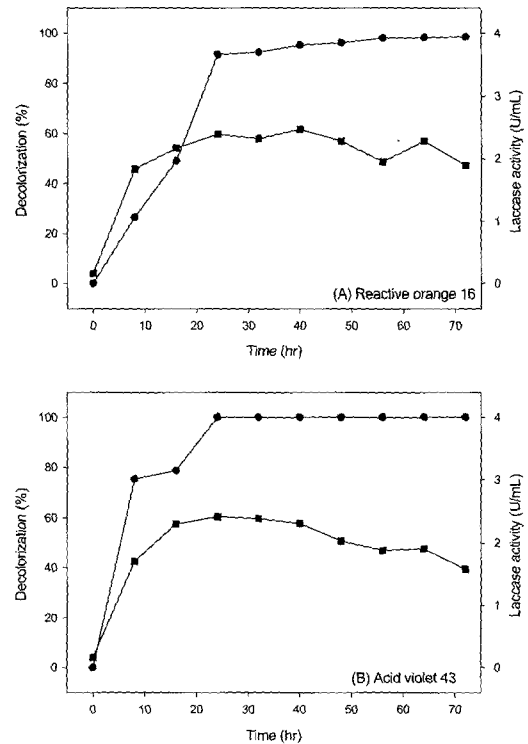 100
80
60
40
20
0
Decolorization (%)
4
3
2
1
0
Laccase activity (U/mL)
(A) Reactive orange 16
0 10 20 30 40 50 60 70
Time (hr)
100
80
60
40
20
0
Decolorization (%)
4
3
2
1
0
Laccase activity (U/mL)
(B) Acid violet 43
0 10 20 30 40 50 60 70
Time (hr)